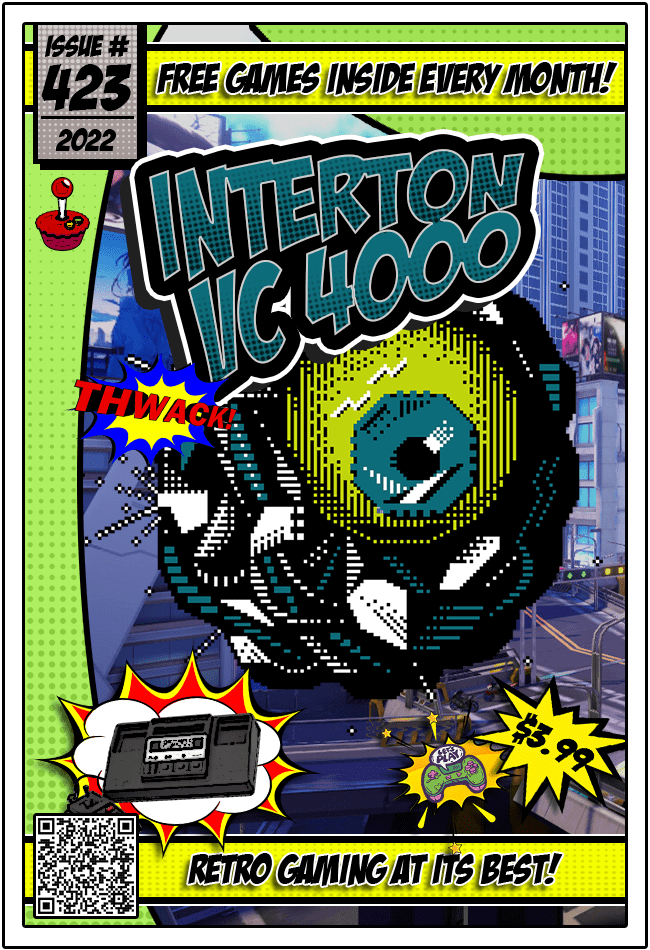 ISSUE #
423
2022
FREE GAMES INSIDE EVERY MONTH!
INTERTON
VC 4000
THWACK!
LET'S
PLAY
$3.99
RETRO GAMING AT ITS BEST!